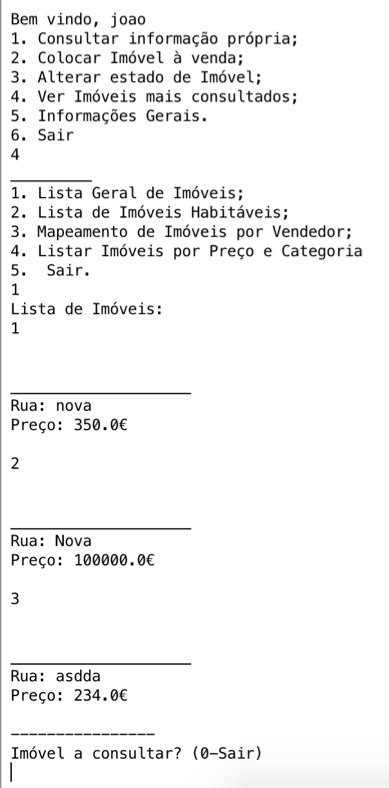 Bem vindo, joao
1. Consultar informação própria;
2. Colocar Imóvel à venda;
3. Alterar estado de Imóvel;
4. Ver Imóveis mais consultados;
5. Informações Gerais.
6. Sair
4
_________
1. Lista Geral de Imóveis;
2. Lista de Imóveis Habitáveis;
3. Mapeamento de Imóveis por Vendedor;
4. Listar Imóveis por Preço e Categoria
5.  Sair.
1
Lista de Imóveis:
1
____________________
Rua: nova
Preço: 350.0€
2
____________________
Rua: Nova
Preço: 100000.0€
3
____________________
Rua: asdda
Preço: 234.0€
----------------
Imóvel a consultar? (0-Sair)